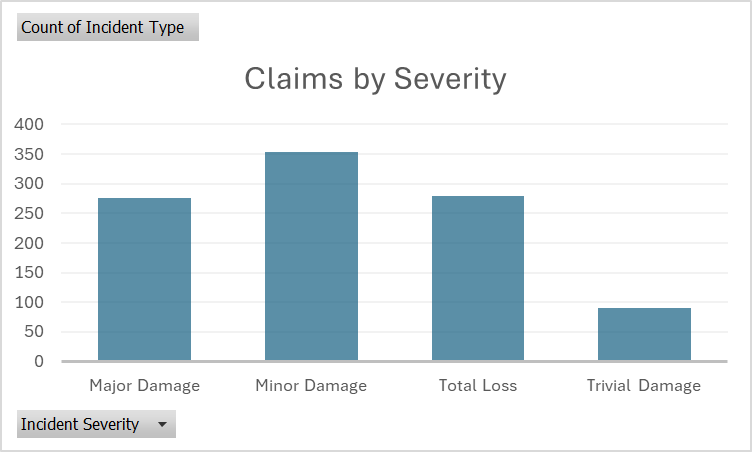 Count of Incident Type
Claims by Severity
400
350
300
250
200
150
100
50
0
Major Damage
Minor Damage
Total Loss
Trivial Damage
Incident Severity